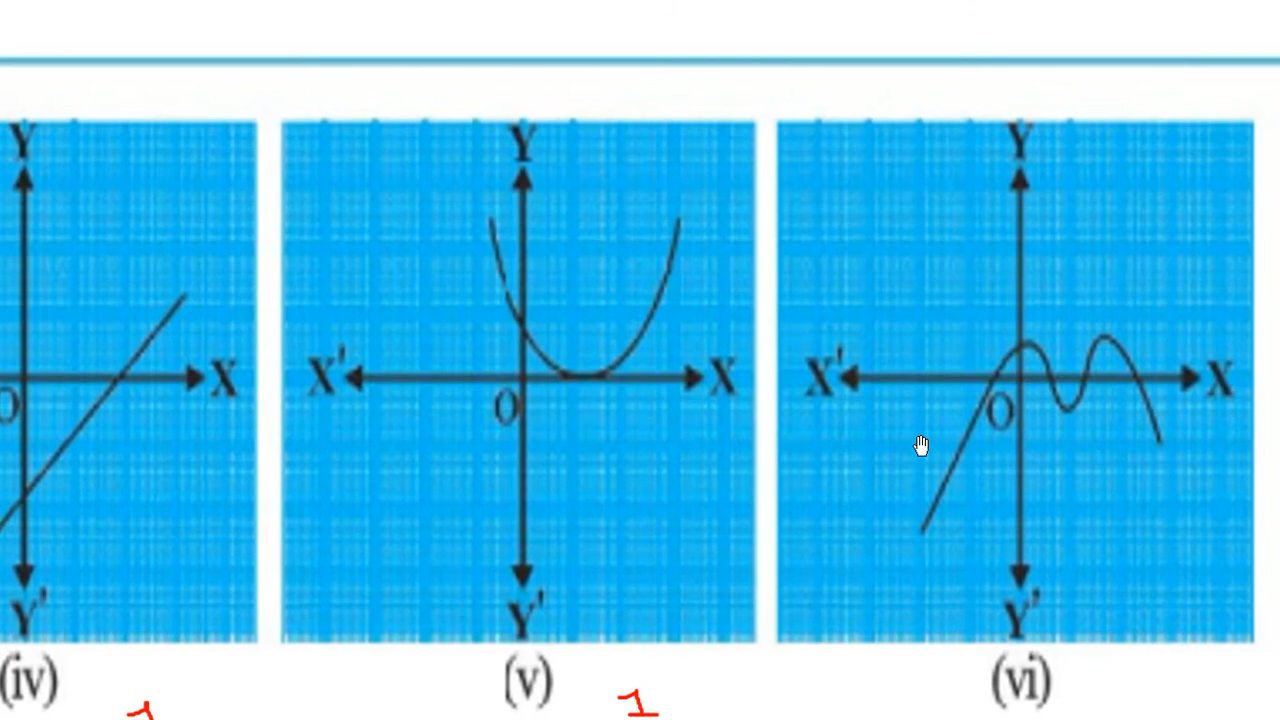 Y Y Y
X X' X X' X
O O O
Y' Y' Y'
(iv) (v) (vi)
1 1